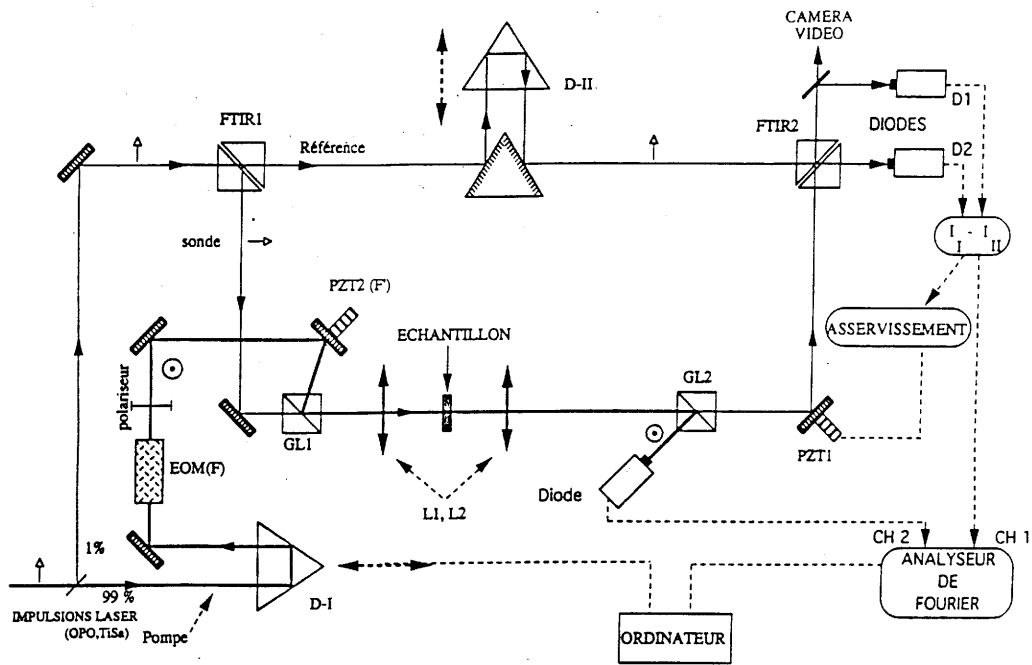 CAMERA
VIDEO
D-II
D1
FTIR1
FTIR2
DIODES
Référence
D2
sonde
I - I
I II
PZT2 (F')
ECHANTILLON
ASSERVISSEMENT
polariseur
GL1
GL2
EOM(F)
PZT1
Diode
L1, L2
1%
CH 2
CH 1
ANALYSEUR
DE
FOURIER
99 %
D-I
IMPULSIONS LASER
(OPO,TiSa)
Pompe
ORDINATEUR